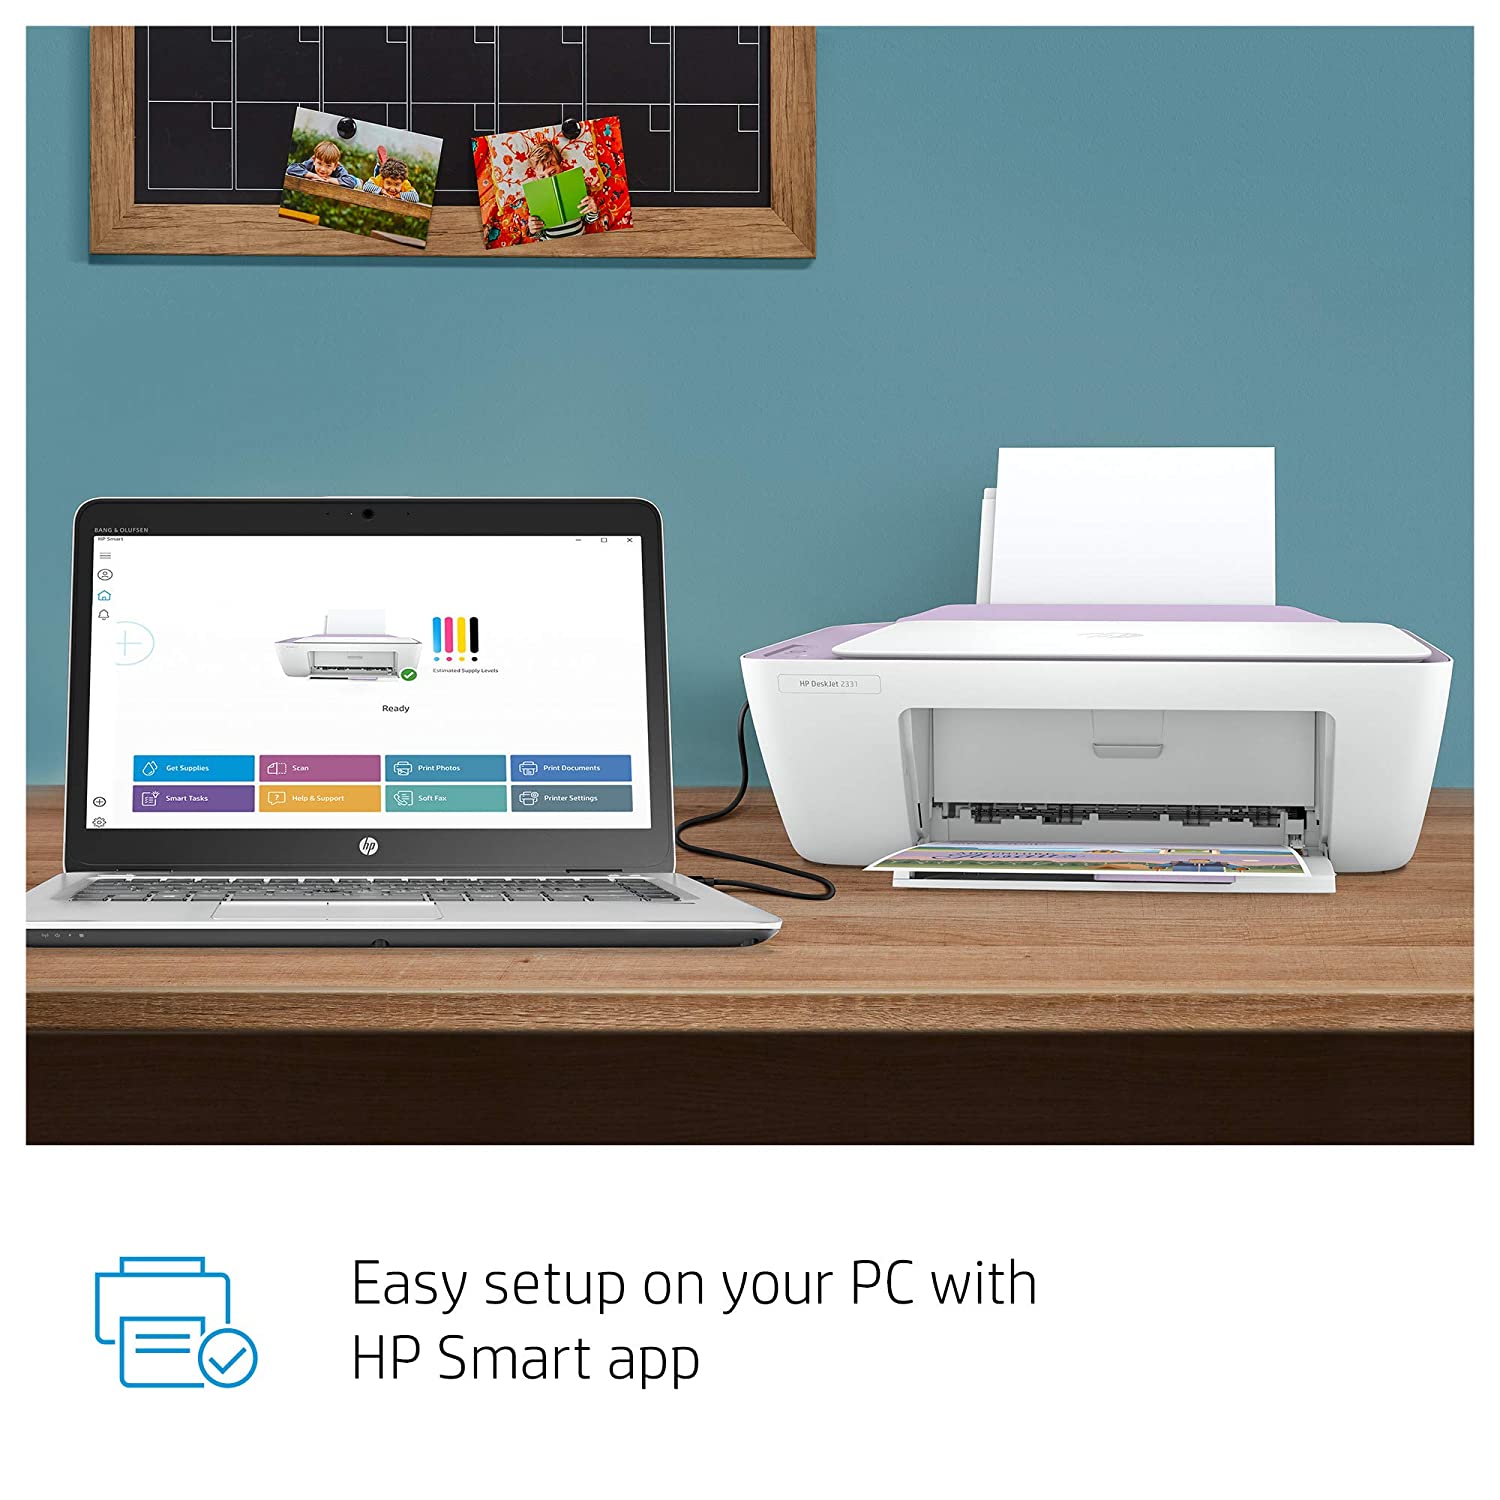 BANG & OLUFSEN
HP Smart
Estimated Supply Levels
Ready
Get Supplies
Scan
Print Photos
Print Documents
Smart Tasks
Help & Support
Soft Fax
Printer Settings
hp
HP DeskJet 2331
Easy setup on your PC with
HP Smart app